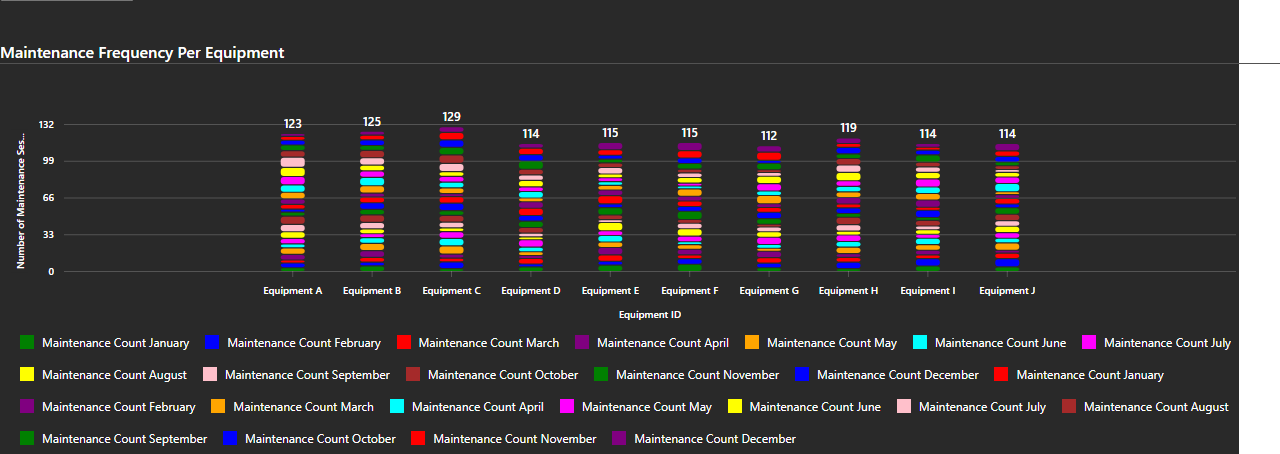 Maintenance Frequency Per Equipment
Number of Maintenance Ses...
132
99
66
33
0
123
125
129
114
115
115
112
119
114
114
Equipment A
Equipment B
Equipment C
Equipment D
Equipment E
Equipment F
Equipment G
Equipment H
Equipment I
Equipment J
Equipment ID
Maintenance Count January Maintenance Count February Maintenance Count March Maintenance Count April Maintenance Count May Maintenance Count June Maintenance Count July
Maintenance Count August Maintenance Count September Maintenance Count October Maintenance Count November Maintenance Count December Maintenance Count January
Maintenance Count February Maintenance Count March Maintenance Count April Maintenance Count May Maintenance Count June Maintenance Count July Maintenance Count August
Maintenance Count September Maintenance Count October Maintenance Count November Maintenance Count December